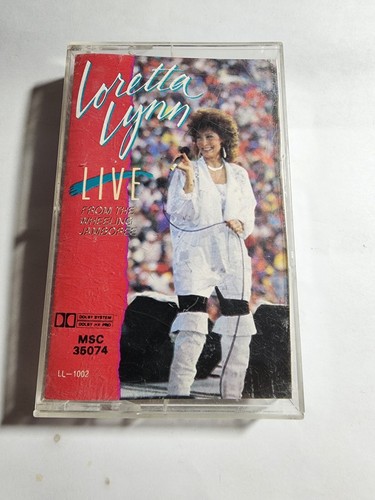 Loretta
Lynn
LIVE
FROM THE
WHEELING
JAMBOREE
DOLBY SYSTEM
DOLBY HX PRO
MSC
35074
LL-1002